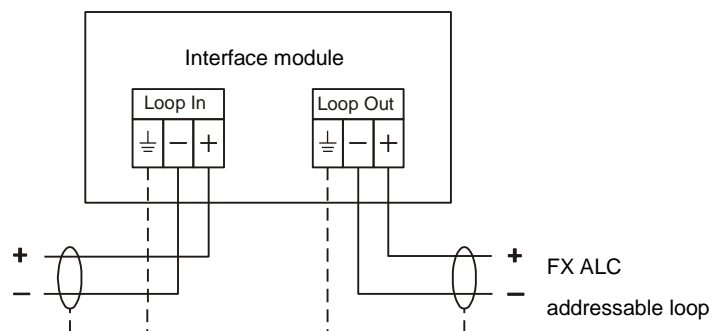 Interface module
Loop In
Loop Out
− +
− +
+
−
+
−
FX ALC
addressable loop